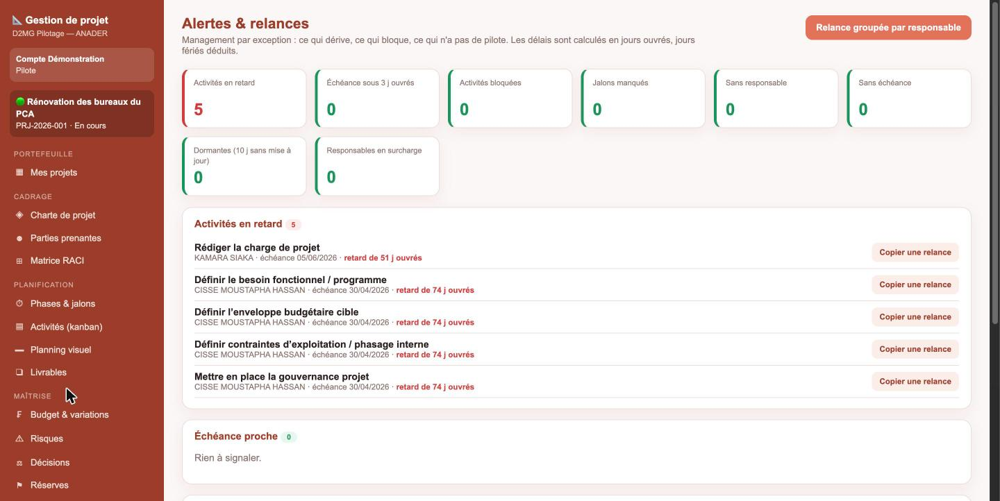 Gestion de projet
D2MG Pilotage — ANADER
Compte Démonstration
Pilote
Rénovation des bureaux du
PCA
PRJ-2026-001 · En cours
PORTEFEUILLE
Mes projets
CADRAGE
Charte de projet
Parties prenantes
Matrice RACI
PLANIFICATION
Phases & jalons
Activités (kanban)
Planning visuel
Livrables
MAÎTRISE
Budget & variations
Risques
Décisions
Réserves
Alertes & relances
Management par exception : ce qui dérive, ce qui bloque, ce qui n'a pas de pilote. Les délais sont calculés en jours ouvrés, jours
fériés déduits.
Relance groupée par responsable
Activités en retard
5
Échéance sous 3 j ouvrés
0
Activités bloquées
0
Jalons manqués
0
Sans responsable
0
Sans échéance
0
Dormantes (10 j sans mise à
jour)
0
Responsables en surcharge
0
Activités en retard 5
Rédiger la charge de projet
KAMARA SIAKA · échéance 05/06/2026 · retard de 51 j ouvrés
Copier une relance
Définir le besoin fonctionnel / programme
CISSE MOUSTAPHA HASSAN · échéance 30/04/2026 · retard de 74 j ouvrés
Copier une relance
Définir l’enveloppe budgétaire cible
CISSE MOUSTAPHA HASSAN · échéance 30/04/2026 · retard de 74 j ouvrés
Copier une relance
Définir contraintes d’exploitation / phasage interne
CISSE MOUSTAPHA HASSAN · échéance 30/04/2026 · retard de 74 j ouvrés
Copier une relance
Mettre en place la gouvernance projet
CISSE MOUSTAPHA HASSAN · échéance 30/04/2026 · retard de 74 j ouvrés
Copier une relance
Échéance proche 0
Rien à signaler.